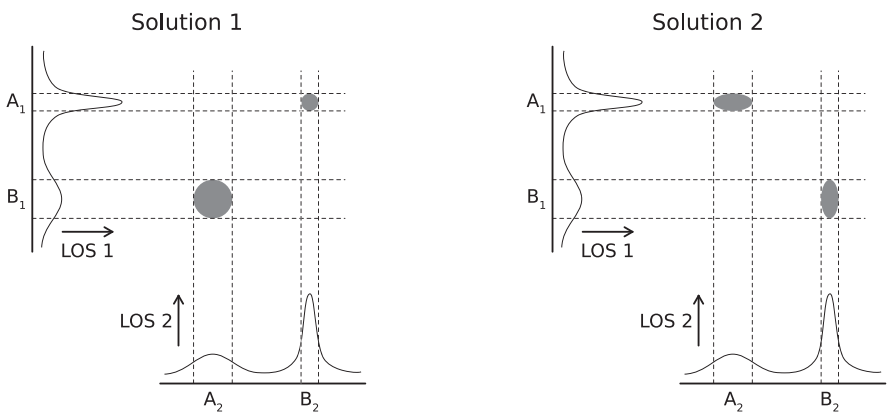 Solution 1
A₁
B₁
LOS 1
LOS 2
A₂
B₂
Solution 2
A₁
B₁
LOS 1
LOS 2
A₂
B₂